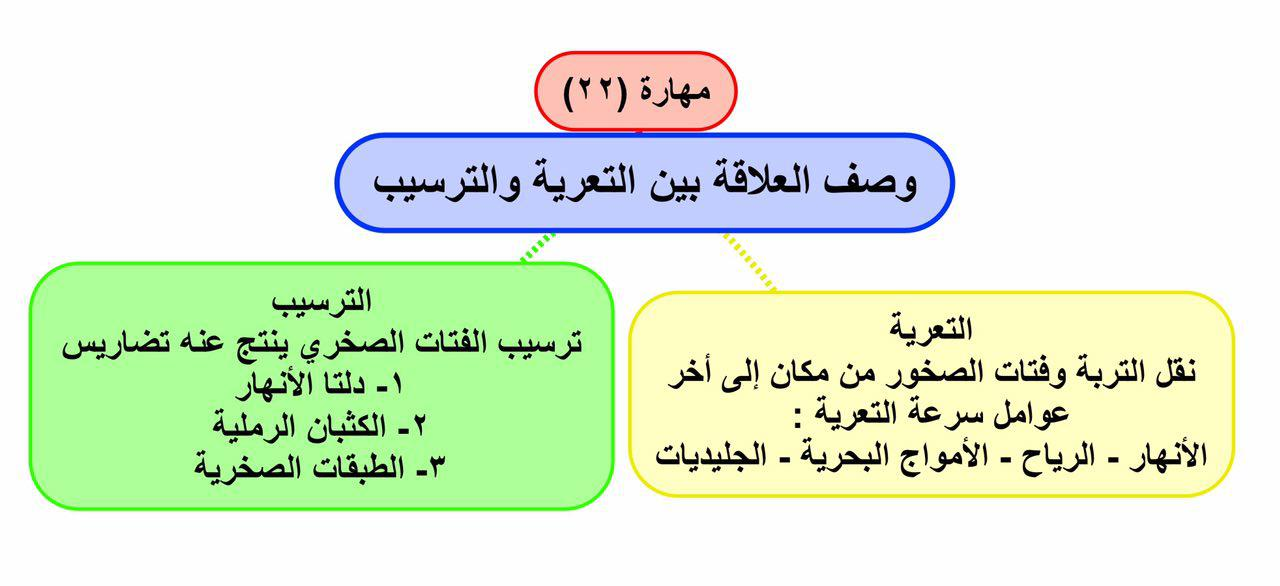 مهارة (٢٢)
وصف العلاقة بين التعرية والترسيب
التعرية
نقل التربة وفتات الصخور من مكان إلى أخر
عوامل سرعة التعرية :
الأنهار - الرياح - الأمواج البحرية - الجليديات
الترسيب
ترسيب الفتات الصخري ينتج عنه تضاريس
١- دلتا الأنهار
٢- الكثبان الرملية
٣- الطبقات الصخرية